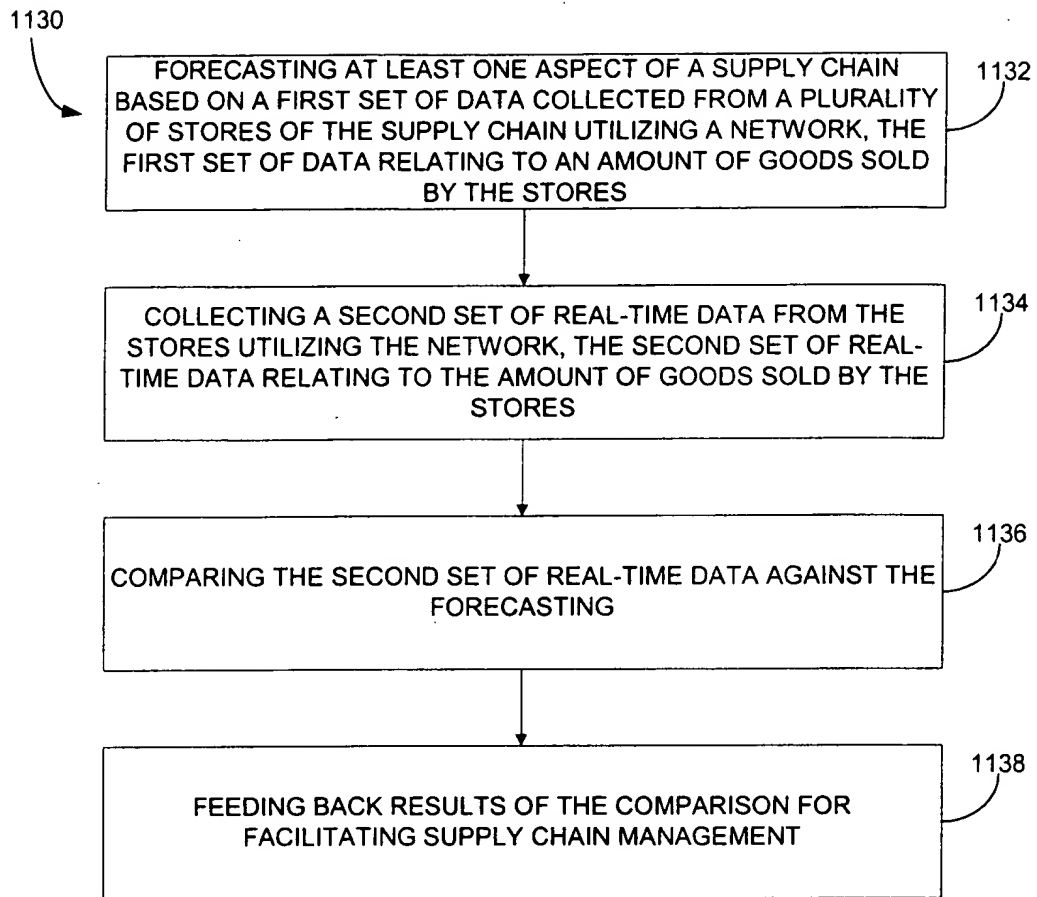 1130
FORECASTING AT LEAST ONE ASPECT OF A SUPPLY CHAIN
BASED ON A FIRST SET OF DATA COLLECTED FROM A PLURALITY
OF STORES OF THE SUPPLY CHAIN UTILIZING A NETWORK, THE
FIRST SET OF DATA RELATING TO AN AMOUNT OF GOODS SOLD
BY THE STORES
1132
COLLECTING A SECOND SET OF REAL-TIME DATA FROM THE
STORES UTILIZING THE NETWORK, THE SECOND SET OF REAL-
TIME DATA RELATING TO THE AMOUNT OF GOODS SOLD BY THE
STORES
1134
COMPARING THE SECOND SET OF REAL-TIME DATA AGAINST THE
FORECASTING
1136
FEEDING BACK RESULTS OF THE COMPARISON FOR
FACILITATING SUPPLY CHAIN MANAGEMENT
1138